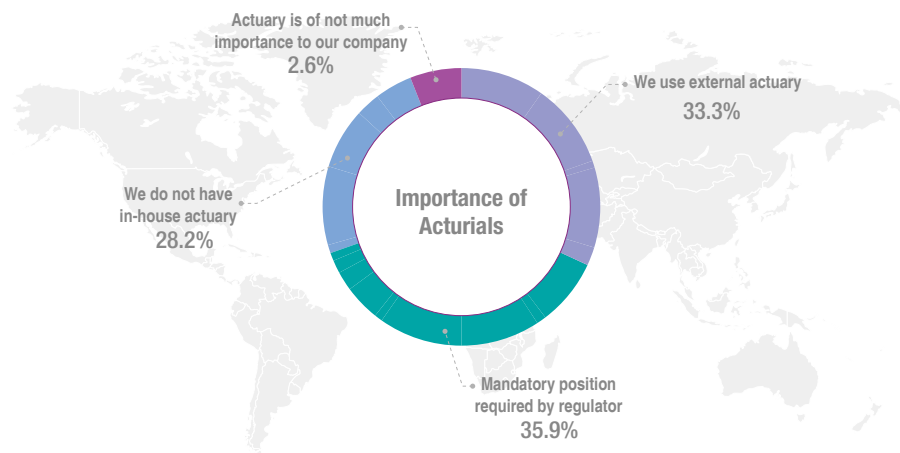 Actuary is of not much
importance to our company
2.6%
We use external actuary
33.3%
We do not have
in-house actuary
28.2%
Importance of
Acturials
Mandatory position
required by regulator
35.9%